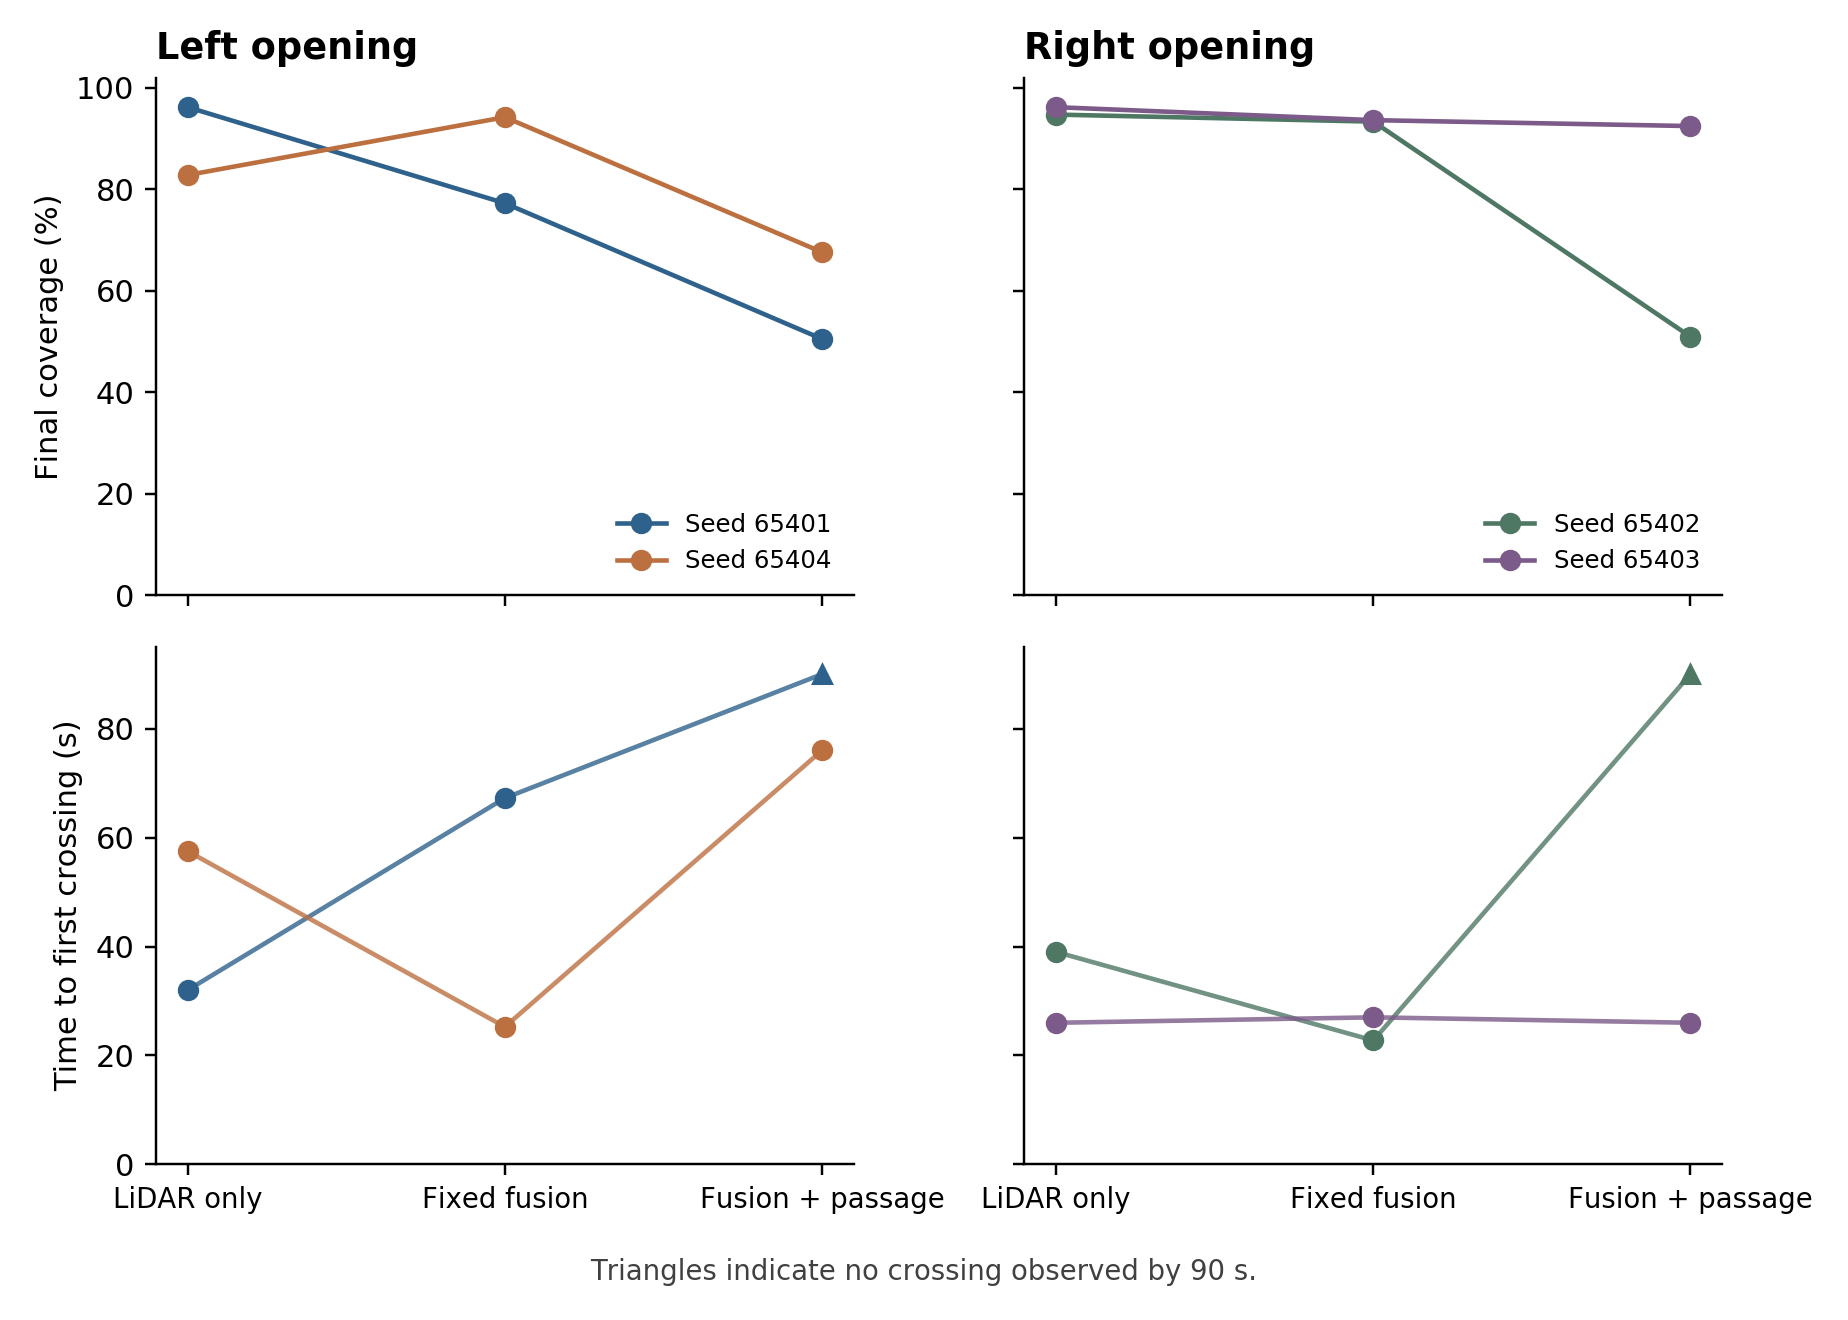 Left opening
Right opening
Final coverage (%)
100
80
60
40
20
0
Seed 65401
Seed 65404
Seed 65402
Seed 65403
Time to first crossing (s)
80
60
40
20
0
LiDAR only
Fixed fusion
Fusion + passage
LiDAR only
Fixed fusion
Fusion + passage
Triangles indicate no crossing observed by 90 s.